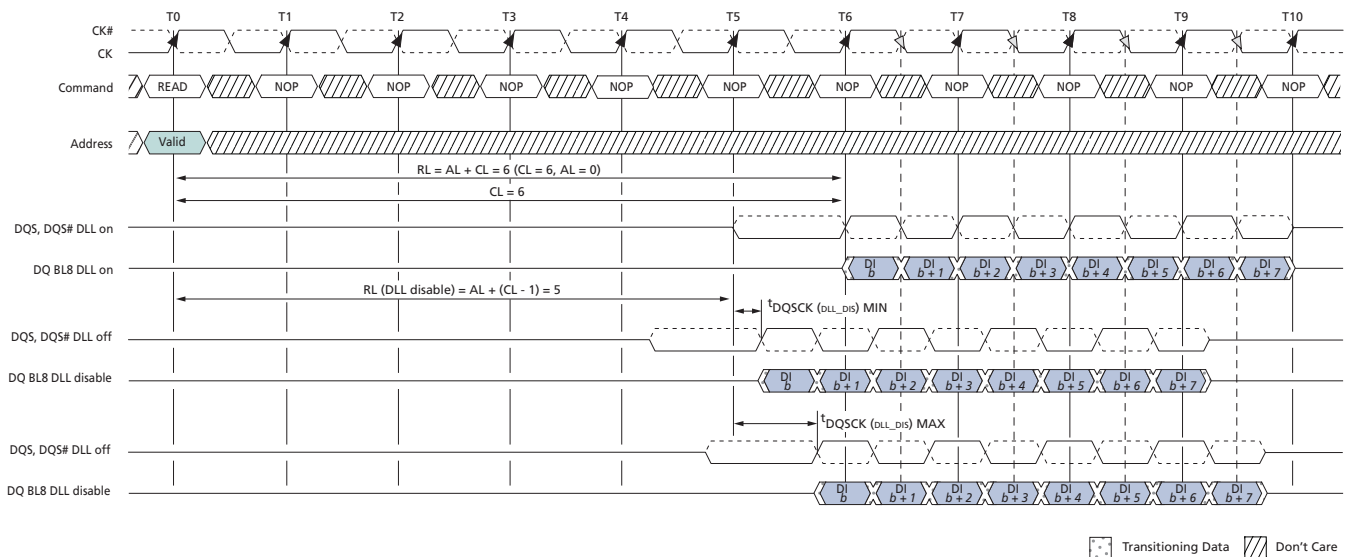 T0 T1 T2 T3 T4 T5 T6 T7 T8 T9 T10
CK#
CK
Command READ NOP NOP NOP NOP NOP NOP NOP NOP NOP NOP
Address Valid
RL = AL + CL = 6 (CL = 6, AL = 0)
CL = 6
DQS, DQS# DLL on
DQ BL8 DLL on DI b DI b + 1 DI b + 2 DI b + 3 DI b + 4 DI b + 5 DI b + 6 DI b + 7
RL (DLL disable) = AL + (CL - 1) = 5
tDQSCK (DLL_DIS) MIN
DQS, DQS# DLL off
DQ BL8 DLL disable DI b DI b + 1 DI b + 2 DI b + 3 DI b + 4 DI b + 5 DI b + 6 DI b + 7
tDQSCK (DLL_DIS) MAX
DQS, DQS# DLL off
DQ BL8 DLL disable DI b DI b + 1 DI b + 2 DI b + 3 DI b + 4 DI b + 5 DI b + 6 DI b + 7
Transitioning Data Don't Care